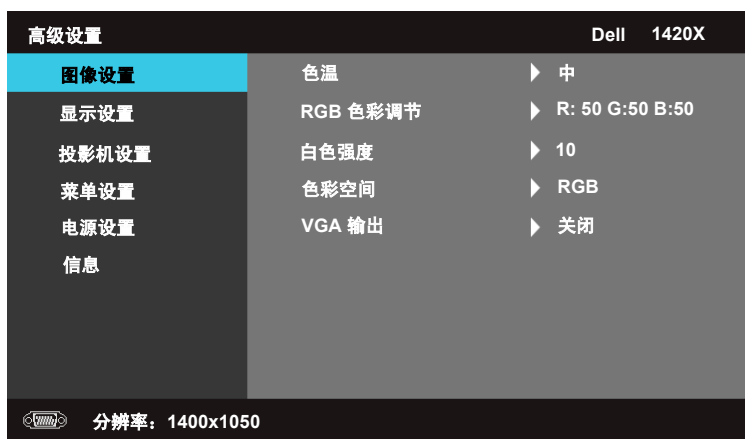 高级设置 Dell 1420X
图像设置 色温 中
显示设置 RGB 色彩调节 R: 50 G:50 B:50
投影机设置 白色强度 10
菜单设置 色彩空间 RGB
电源设置 VGA 输出 关闭
信息
分辨率：1400x1050